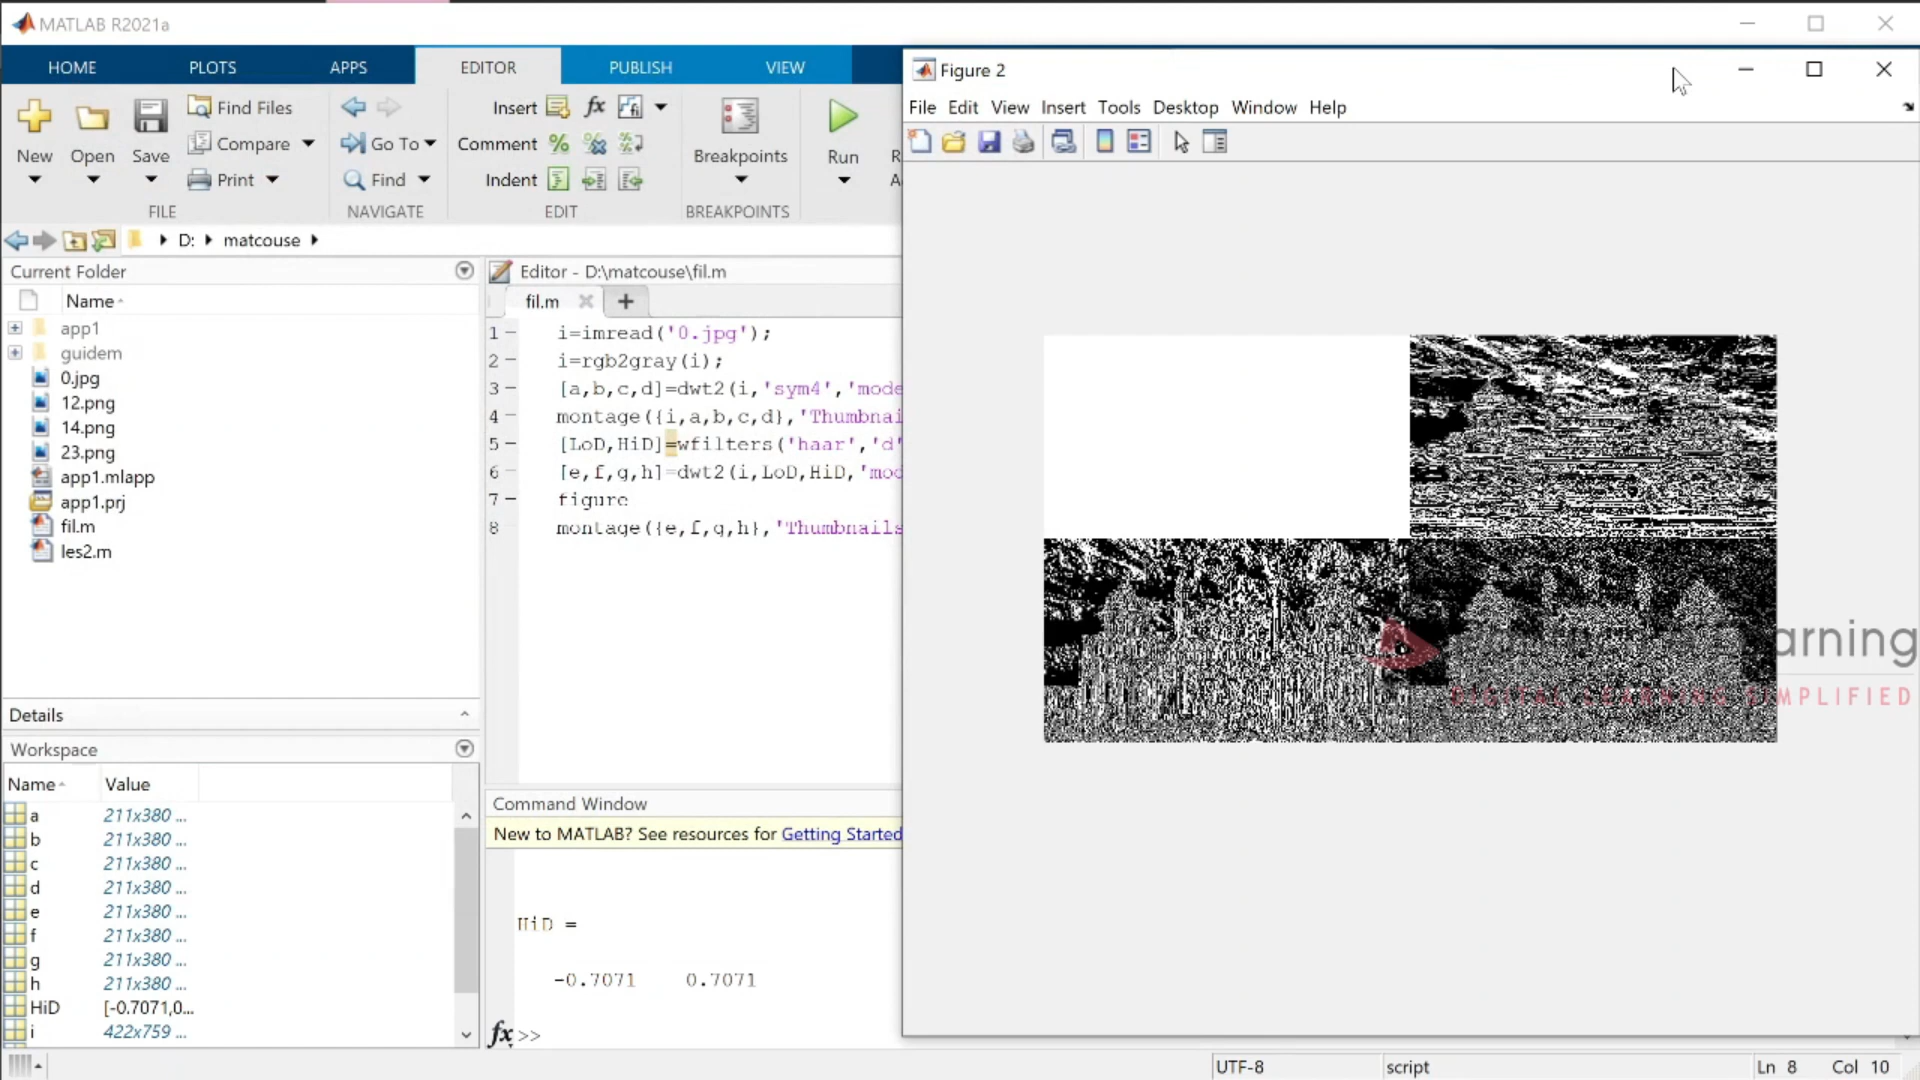 MATLAB R2021a
HOME PLOTS APPS EDITOR PUBLISH VIEW
Find Files
Insert fx
New Open Save Compare Go To Comment Breakpoints Run
Print Find Indent
FILE NAVIGATE EDIT BREAKPOINTS
D: matcouse
Current Folder
Name
app1
guidem
0.jpg
12.png
14.png
23.png
app1.mlapp
app1.prj
fil.m
les2.m
Details
Workspace
Name Value
a 211x380 ...
b 211x380 ...
c 211x380 ...
d 211x380 ...
e 211x380 ...
f 211x380 ...
g 211x380 ...
h 211x380 ...
HiD [-0.7071,0...
i 422x759 ...
Editor - D:\matcouse\fil.m
fil.m
1 i=imread('0.jpg');
2 i=rgb2gray(i);
3 [a,b,c,d]=dwt2(i,'sym4','mode
4 montage({i,a,b,c,d},'Thumbnai
5 [LoD,HiD]=wfilters('haar','d'
6 [e,f,g,h]=dwt2(i,LoD,HiD,'mod
7 figure
8 montage({e,f,g,h},'Thumbnails
Command Window
New to MATLAB? See resources for Getting Started
HiD =
-0.7071 0.7071
fx >>
Figure 2
File Edit View Insert Tools Desktop Window Help
arning
DIGITAL LEARNING SIMPLIFIED
UTF-8 script Ln 8 Col 10